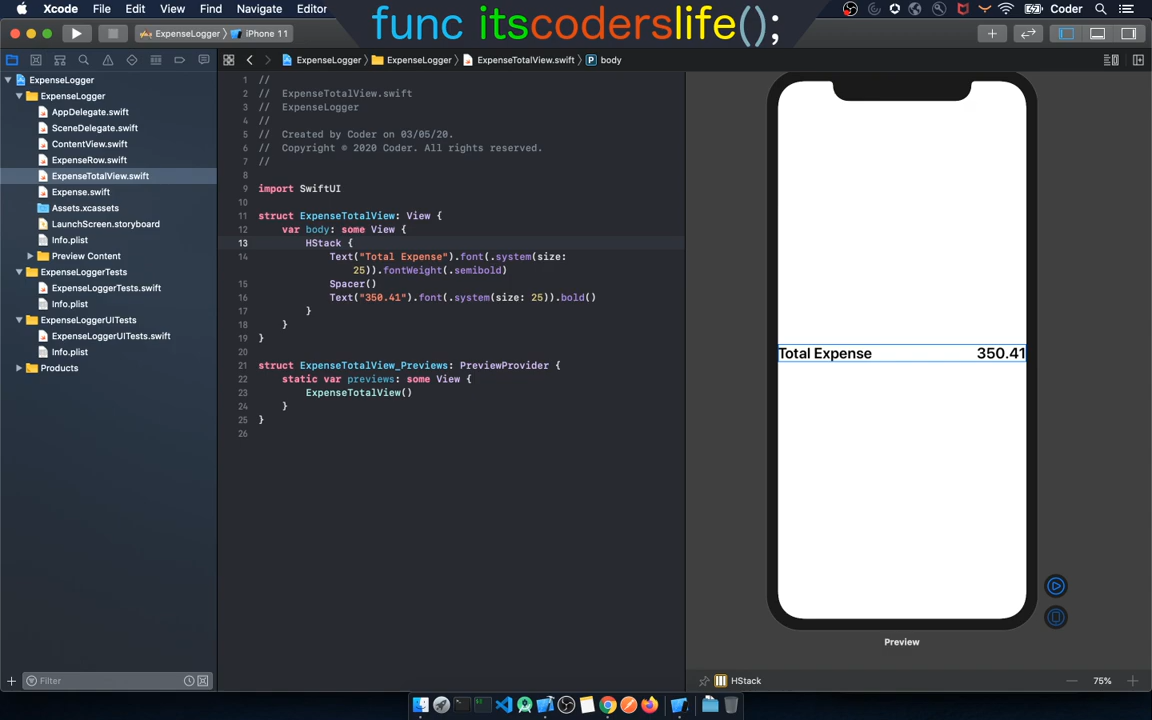 Xcode File Edit View Find Navigate Editor
func itscoderslife();
Coder
ExpenseLogger iPhone 11
ExpenseLogger ExpenseLogger ExpenseTotalView.swift body
ExpenseLogger
ExpenseLogger
AppDelegate.swift
SceneDelegate.swift
ContentView.swift
ExpenseRow.swift
ExpenseTotalView.swift
Expense.swift
Assets.xcassets
LaunchScreen.storyboard
Info.plist
Preview Content
ExpenseLoggerTests
ExpenseLoggerTests.swift
Info.plist
ExpenseLoggerUITests
ExpenseLoggerUITests.swift
Info.plist
Products
Filter
1 //
2 // ExpenseTotalView.swift
3 // ExpenseLogger
4 //
5 // Created by Coder on 03/05/20.
6 // Copyright © 2020 Coder. All rights reserved.
7 //
8
9 import SwiftUI
10
11 struct ExpenseTotalView: View {
12 var body: some View {
13 HStack {
14 Text("Total Expense").font(.system(size:
25)).fontWeight(.semibold)
15 Spacer()
16 Text("350.41").font(.system(size: 25)).bold()
17 }
18 }
19 }
20
21 struct ExpenseTotalView_Previews: PreviewProvider {
22 static var previews: some View {
23 ExpenseTotalView()
24 }
25 }
26
Total Expense 350.41
Preview
HStack
75%